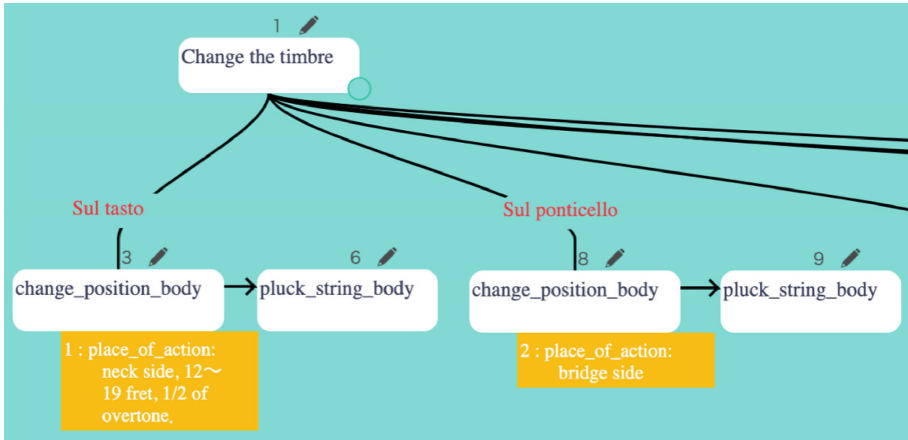 1
Change the timbre
Sul tasto
Sul ponticello
3
6
8
9
change_position_body
pluck_string_body
change_position_body
pluck_string_body
1 : place_of_action:
neck side, 12～
19 fret, 1/2 of
overtone.
2 : place_of_action:
bridge side